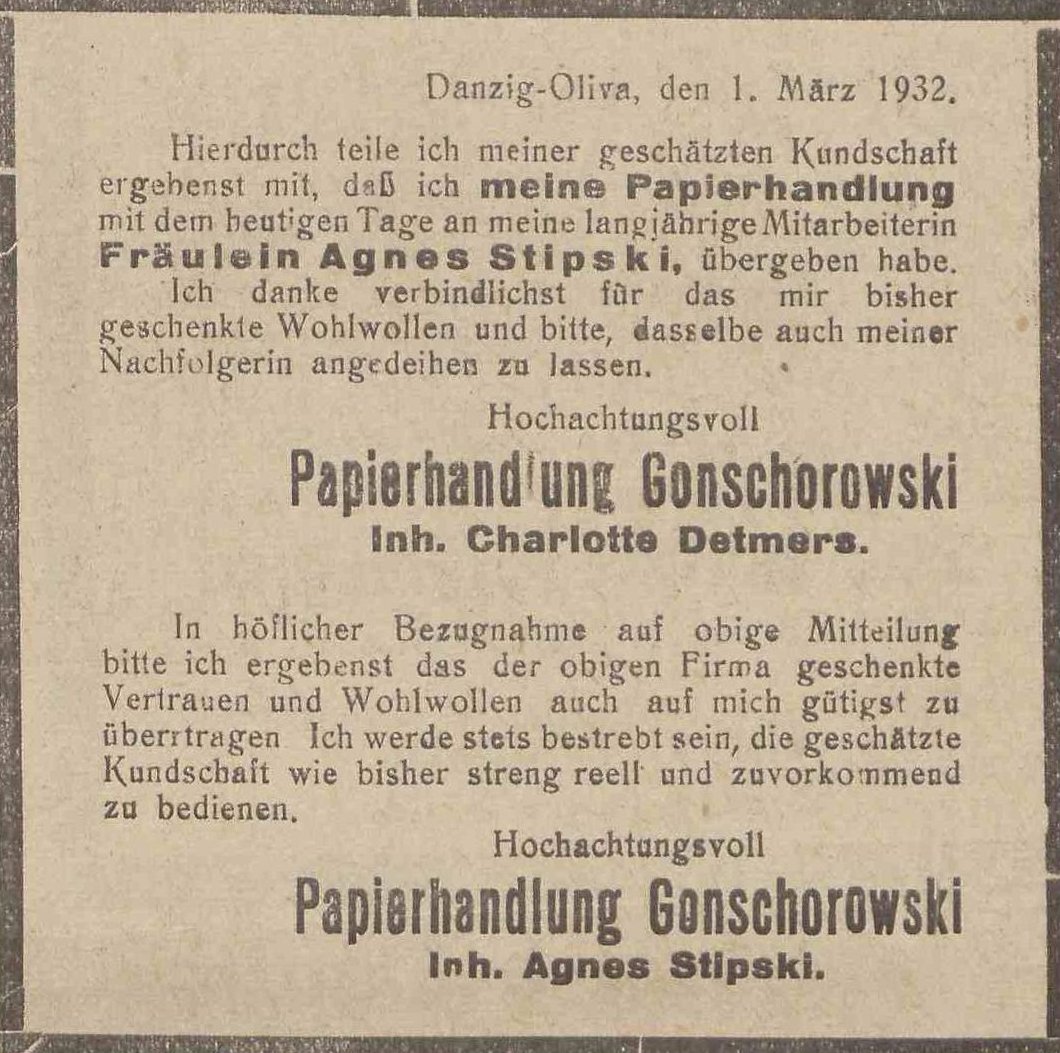 Danzig-Oliva, den 1. März 1932.
Hierdurch teile ich meiner geschätzten Kundschaft
ergebenst mit, daß ich meine Papierhandlung
mit dem heutigen Tage an meine langjährige Mitarbeiterin
Fräulein Agnes Stipski, übergeben habe.
Ich danke verbindlichst für das mir bisher
geschenkte Wohlwollen und bitte, dasselbe auch meiner
Nachfolgerin angedeihen zu lassen.
Hochachtungsvoll
Papierhandlung Gonschorowski
Inh. Charlotte Detmers.
In höflicher Bezugnahme auf obige Mitteilung
bitte ich ergebenst das der obigen Firma geschenkte
Vertrauen und Wohlwollen auch auf mich gütigst zu
überrtragen Ich werde stets bestrebt sein, die geschätzte
Kundschaft wie bisher streng reell und zuvorkommend
zu bedienen.
Hochachtungsvoll
Papierhandlung Gonschorowski
Inh. Agnes Stipski.